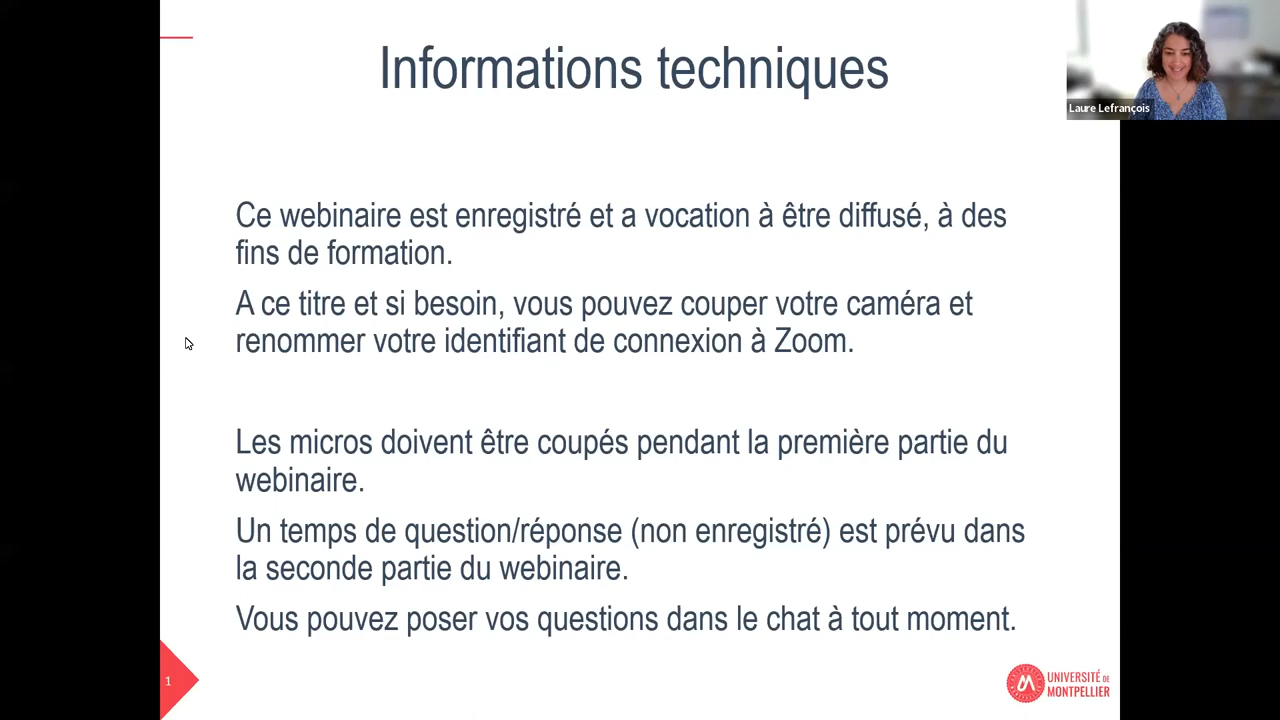 Informations techniques
Laure Lefrançois
Ce webinaire est enregistré et a vocation à être diffusé, à des
fins de formation.
A ce titre et si besoin, vous pouvez couper votre caméra et
renommer votre identifiant de connexion à Zoom.
Les micros doivent être coupés pendant la première partie du
webinaire.
Un temps de question/réponse (non enregistré) est prévu dans
la seconde partie du webinaire.
Vous pouvez poser vos questions dans le chat à tout moment.
1
UNIVERSITÉ DE
MONTPELLIER